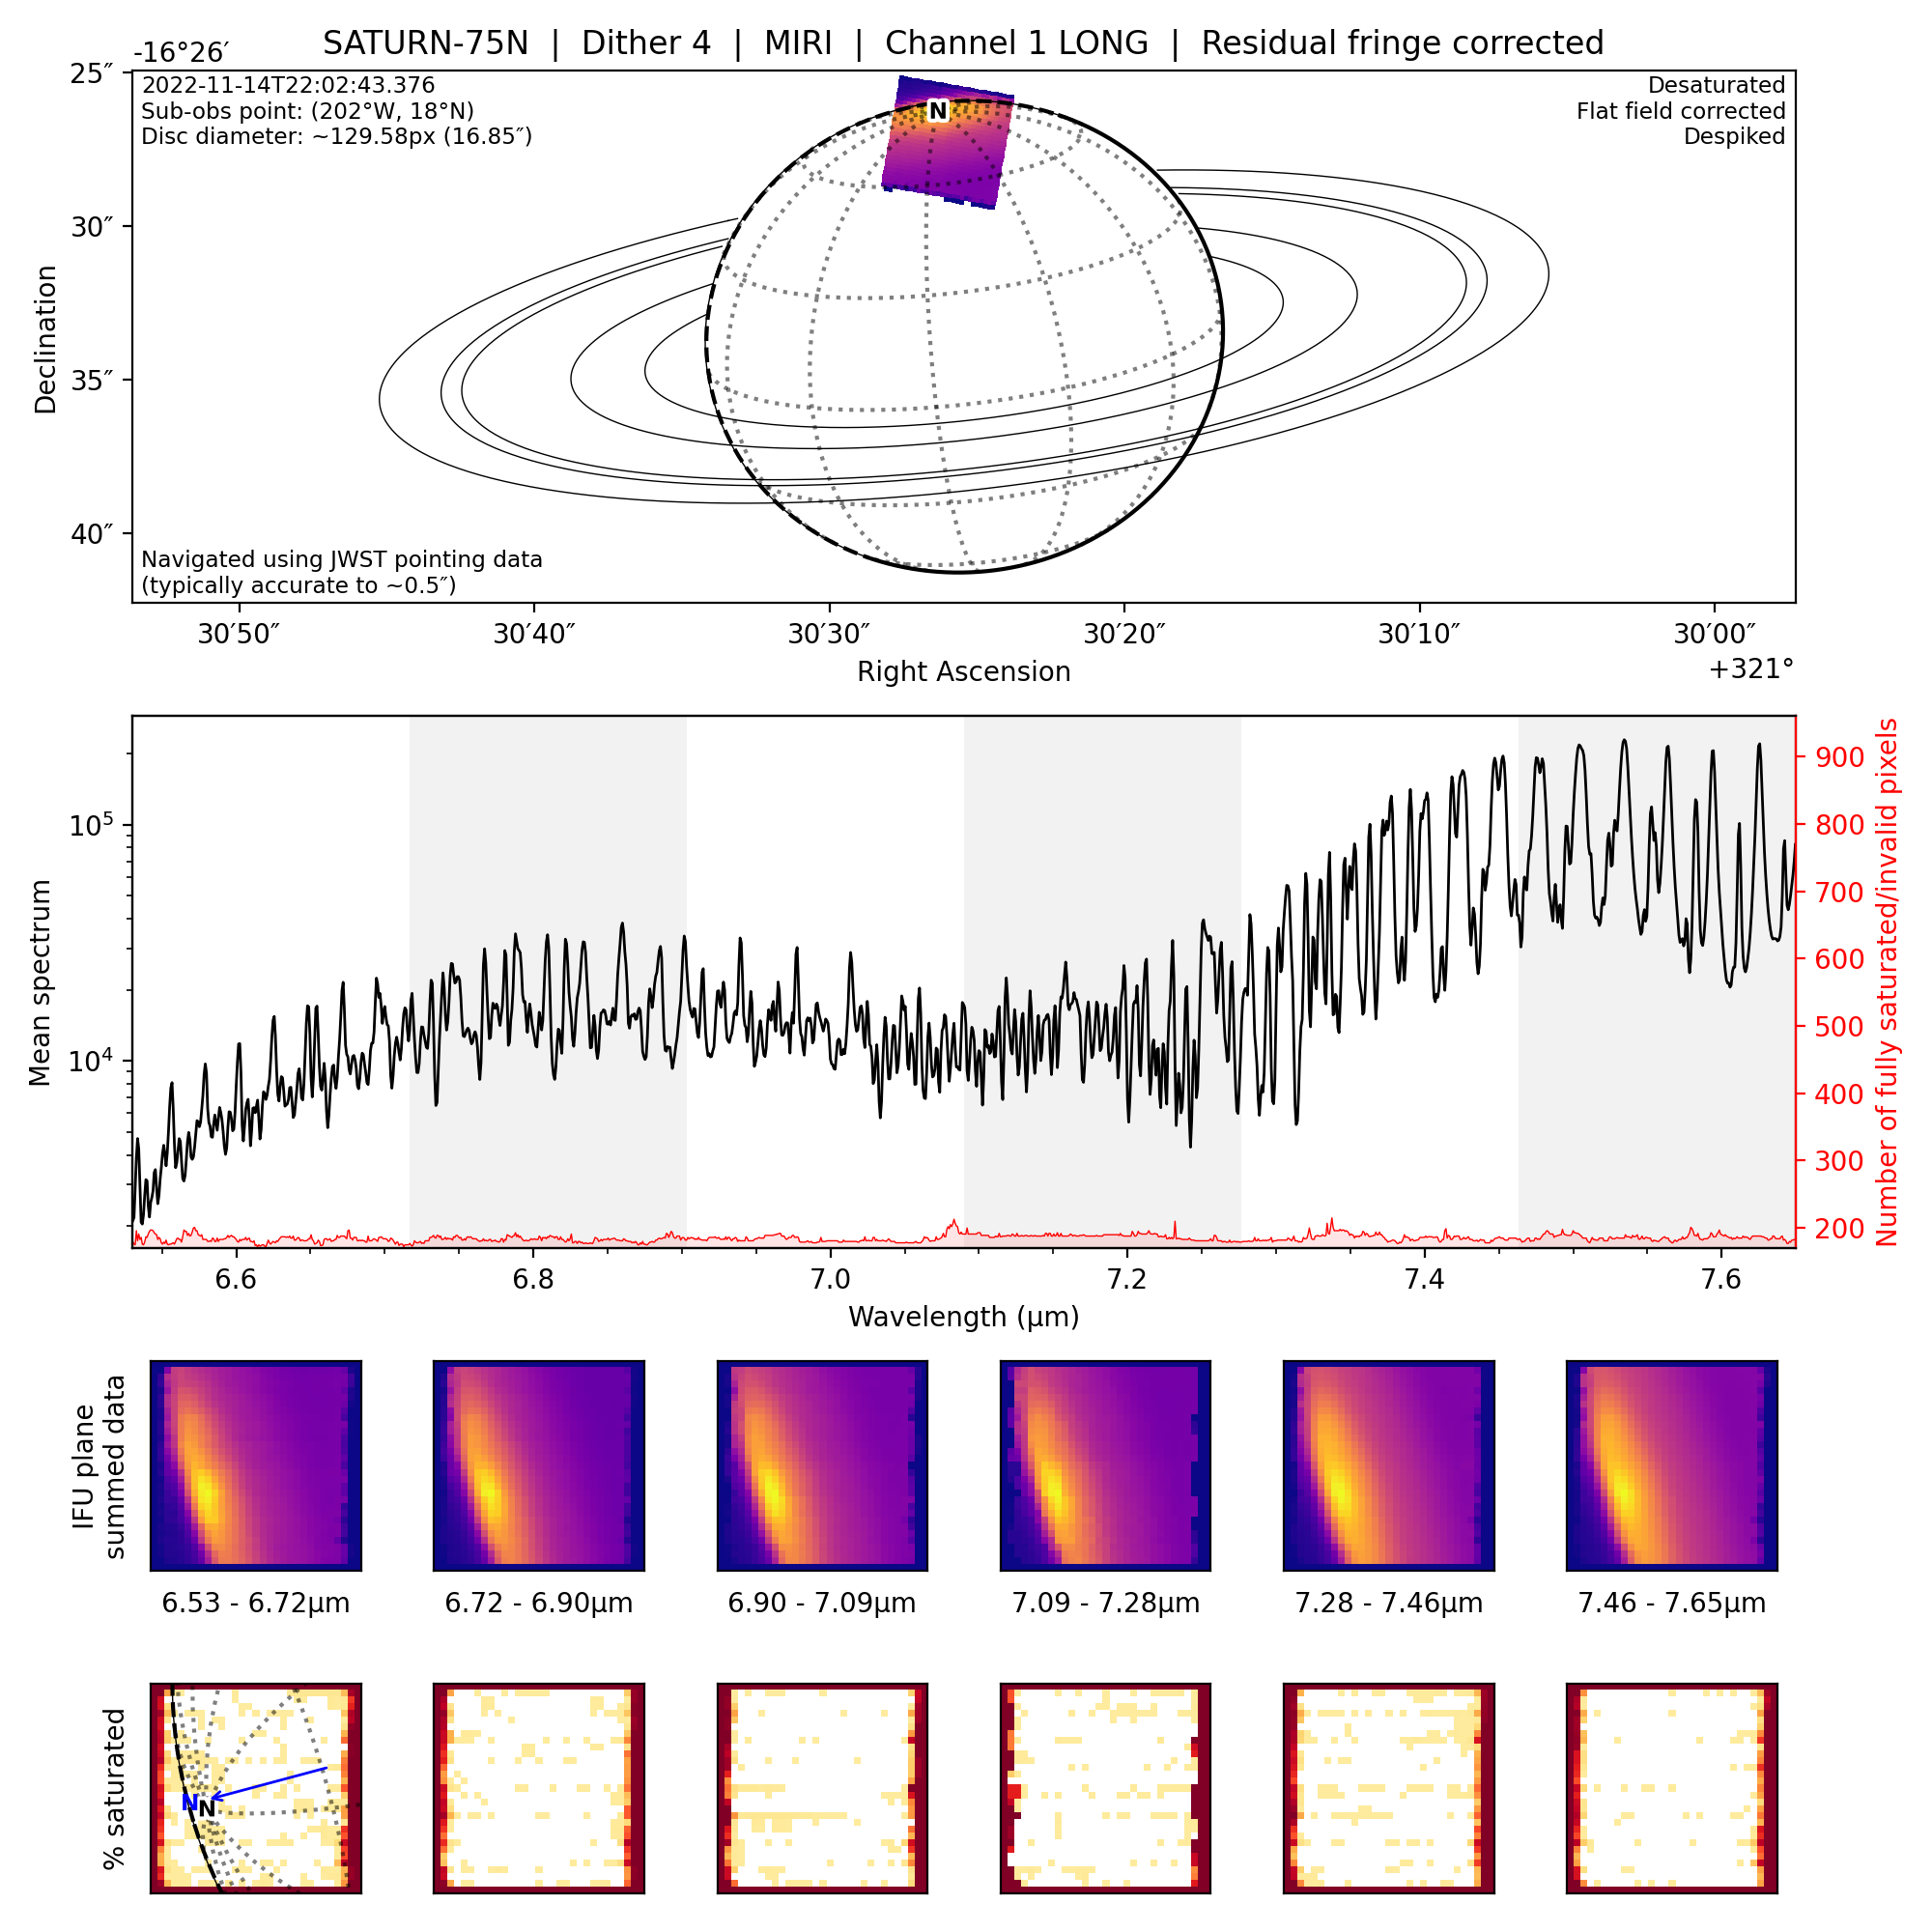 SATURN-75N | Dither 4 | MIRI | Channel 1 LONG | Residual fringe corrected
-16°26′
2022-11-14T22:02:43.376
Sub-obs point: (202°W, 18°N)
Disc diameter: ~129.58px (16.85″)
Desaturated
Flat field corrected
Despiked
N
25″
30″
35″
40″
Declination
Navigated using JWST pointing data
(typically accurate to ~0.5″)
30′50″
30′40″
30′30″
30′20″
30′10″
30′00″
Right Ascension
+321°
Mean spectrum
10⁵
10⁴
900
800
700
600
500
400
300
200
Number of fully saturated/invalid pixels
6.6
6.8
7.0
7.2
7.4
7.6
Wavelength (µm)
IFU plane
summed data
6.53 - 6.72µm
6.72 - 6.90µm
6.90 - 7.09µm
7.09 - 7.28µm
7.28 - 7.46µm
7.46 - 7.65µm
% saturated
N
N